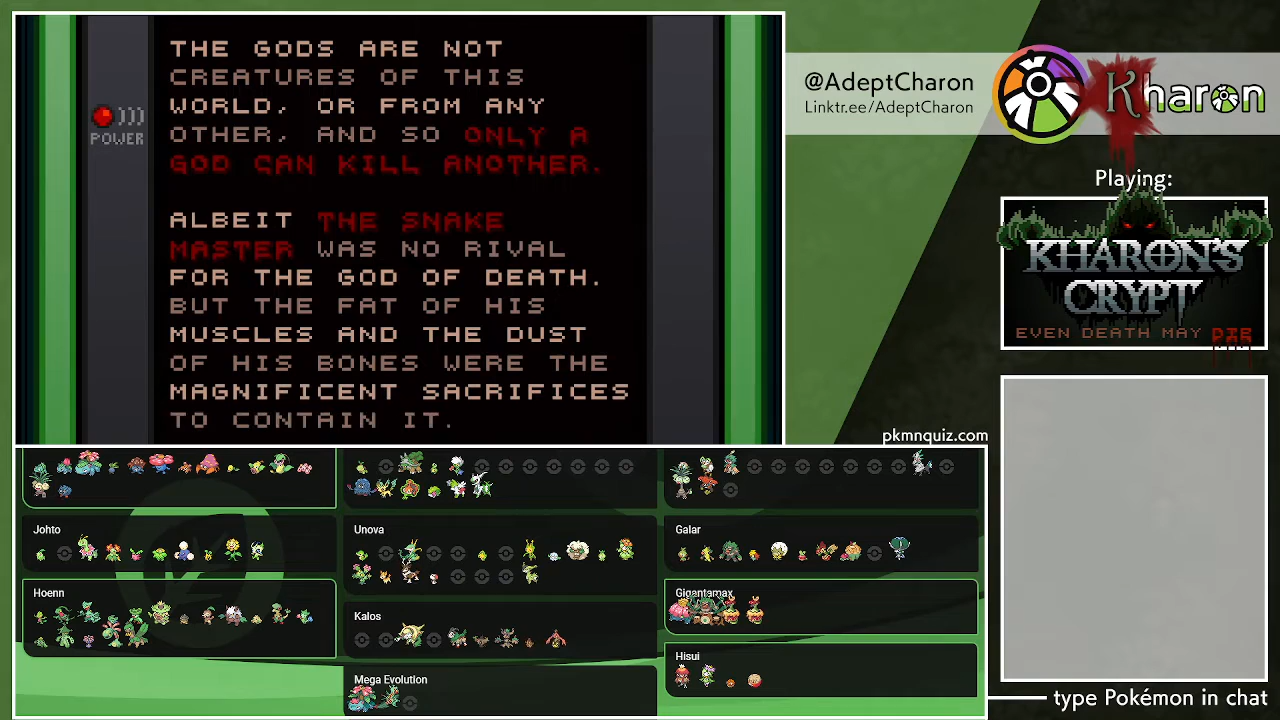 THE GODS ARE NOT
CREATURES OF THIS
WORLD, OR FROM ANY
OTHER, AND SO ONLY A
GOD CAN KILL ANOTHER.
ALBEIT THE SNAKE
MASTER WAS NO RIVAL
FOR THE GOD OF DEATH.
BUT THE FAT OF HIS
MUSCLES AND THE DUST
OF HIS BONES WERE THE
MAGNIFICENT SACRIFICES
TO CONTAIN IT.
POWER
@AdeptCharon
Linktr.ee/AdeptCharon
Kharon
Playing:
KHARON'S
CRYPT
EVEN DEATH MAY DIE
pkmnquiz.com
Johto
Unova
Galar
Hoenn
Kalos
Gigantamax
Hisui
Mega Evolution
type Pokémon in chat